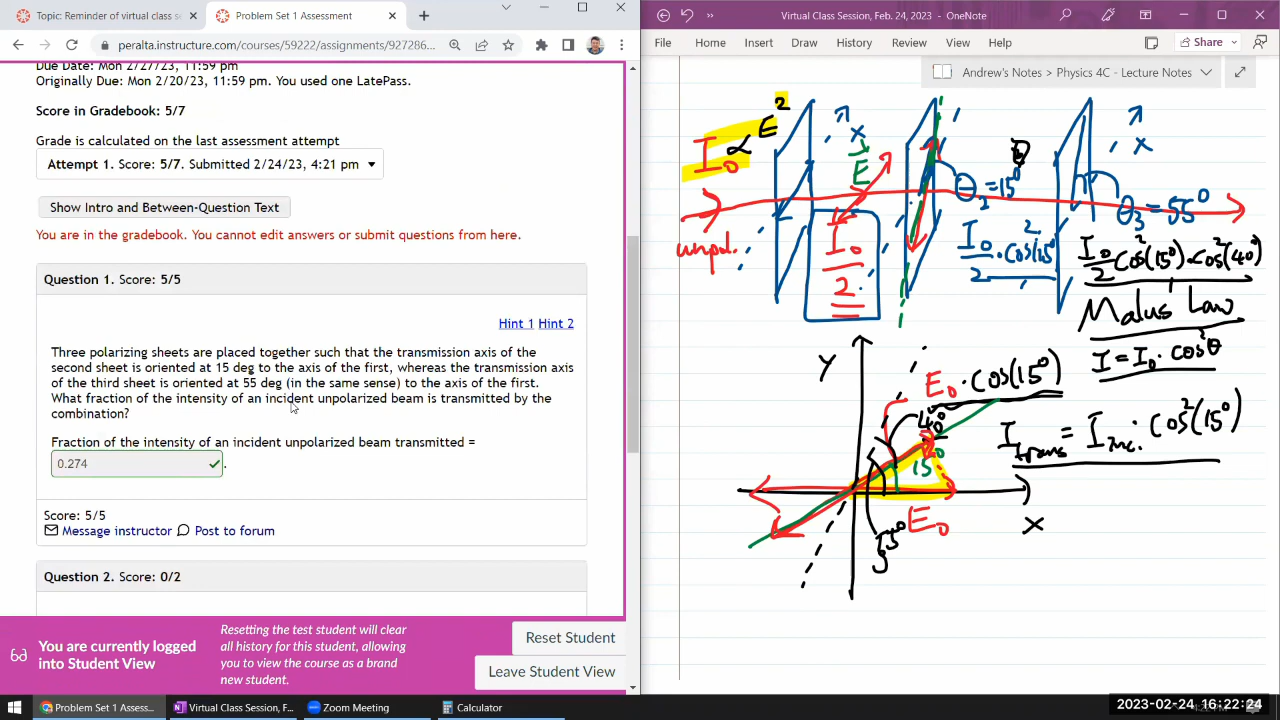 Topic: Reminder of virtual class s
Problem Set 1 Assessment
peralta.instructure.com/courses/59222/assignments/927286...
Due Date: Mon 2/27/23, 11:59 pm
Originally Due: Mon 2/20/23, 11:59 pm. You used one LatePass.
Score in Gradebook: 5/7
Grade is calculated on the last assessment attempt
Attempt 1. Score: 5/7. Submitted 2/24/23, 4:21 pm
Show Intro and Between-Question Text
You are in the gradebook. You cannot edit answers or submit questions from here.
Question 1. Score: 5/5
Hint 1 Hint 2
Three polarizing sheets are placed together such that the transmission axis of the
second sheet is oriented at 15 deg to the axis of the first, whereas the transmission axis
of the third sheet is oriented at 55 deg (in the same sense) to the axis of the first.
What fraction of the intensity of an incident unpolarized beam is transmitted by the
combination?
Fraction of the intensity of an incident unpolarized beam transmitted =
0.274
.
Score: 5/5
Message instructor Post to forum
Question 2. Score: 0/2
You are currently logged
into Student View
Resetting the test student will clear
all history for this student, allowing
you to view the course as a brand
new student.
Reset Student
Leave Student View
Virtual Class Session, Feb. 24, 2023 - OneNote
File Home Insert Draw History Review View Help
Share
Andrew's Notes > Physics 4C - Lecture Notes
I₀ ∝ E²
unpol.
x
E
I₀/2
θ₂ = 15⁰
I₀/2 · cos²(15⁰)
x
θ₃ = 55⁰
I₀/2 cos²(15⁰) · cos²(40⁰)
Malus Law
I = I₀ · cos²θ
y
E₀ · cos(15⁰)
40⁰
15⁰
55⁰
E₀
x
I trans = I inc. · cos²(15⁰)
Problem Set 1 Assess...
Virtual Class Session, F...
Zoom Meeting
Calculator
2023-02-24 16:22:24